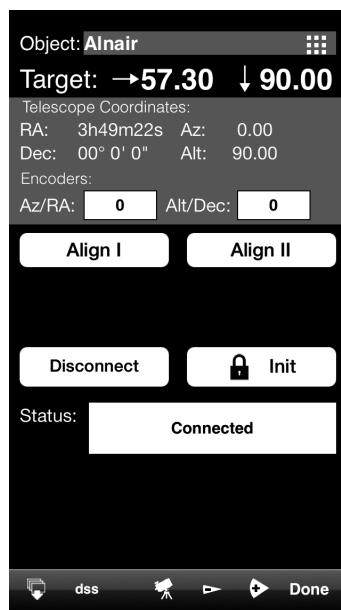 Object: Alnair
Target: →57.30 ↓90.00
Telescope Coordinates:
RA: 3h49m22s Az: 0.00
Dec: 00° 0' 0" Alt: 90.00
Encoders:
Az/RA: 0 Alt/Dec: 0
Align I Align II
Disconnect Init
Status: Connected
dss Done